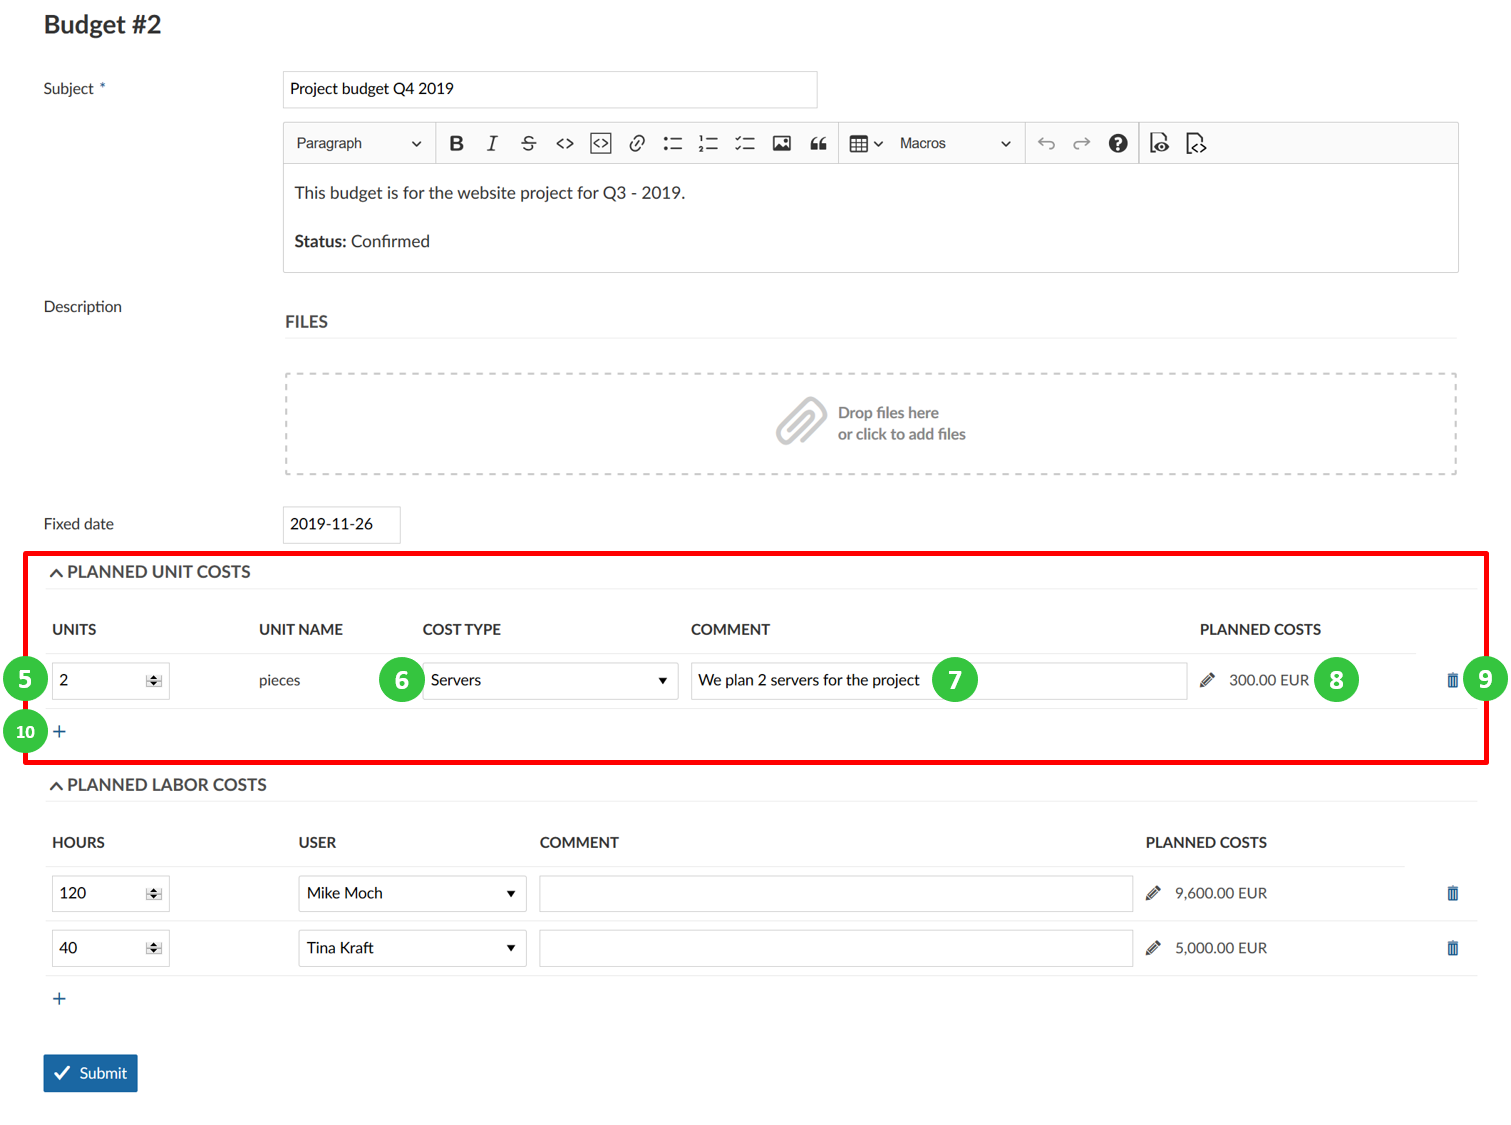 Budget #2
Subject *
Project budget Q4 2019
Paragraph
Macros
This budget is for the website project for Q3 - 2019.
Status: Confirmed
Description
FILES
Drop files here
or click to add files
Fixed date
2019-11-26
PLANNED UNIT COSTS
UNITS UNIT NAME COST TYPE COMMENT PLANNED COSTS
5 2 pieces 6 Servers We plan 2 servers for the project 7 300.00 EUR 8 9
10 +
PLANNED LABOR COSTS
HOURS USER COMMENT PLANNED COSTS
120 Mike Moch 9,600.00 EUR
40 Tina Kraft 5,000.00 EUR
+
Submit